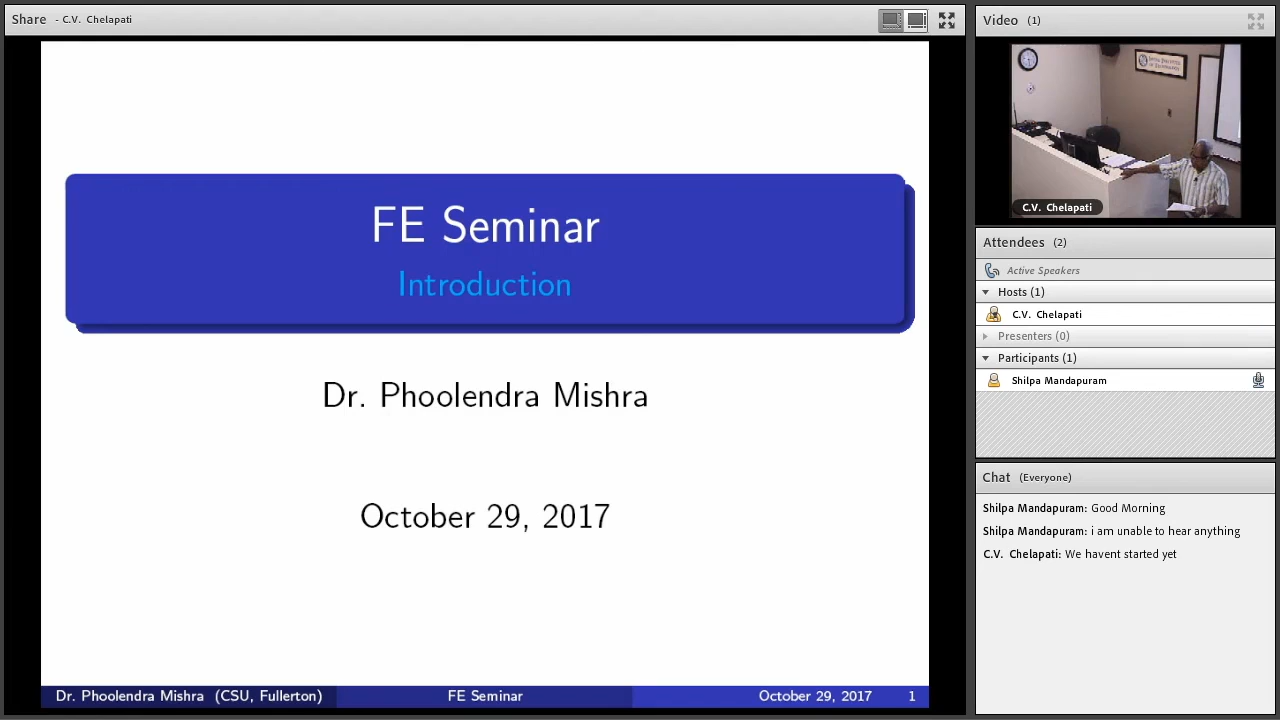 Share - C.V. Chelapati
FE Seminar
Introduction
Dr. Phoolendra Mishra
October 29, 2017
Dr. Phoolendra Mishra (CSU, Fullerton) FE Seminar October 29, 2017 1
Video (1)
C.V. Chelapati
Attendees (2)
Active Speakers
Hosts (1)
C.V. Chelapati
Presenters (0)
Participants (1)
Shilpa Mandapuram
Chat (Everyone)
Shilpa Mandapuram: Good Morning
Shilpa Mandapuram: i am unable to hear anything
C.V. Chelapati: We havent started yet